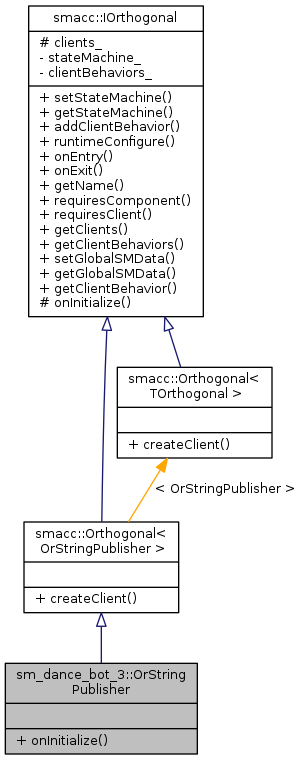 smacc::IOrthogonal
# clients_
- stateMachine_
- clientBehaviors_
+ setStateMachine()
+ getStateMachine()
+ addClientBehavior()
+ runtimeConfigure()
+ onEntry()
+ onExit()
+ getName()
+ requiresComponent()
+ requiresClient()
+ getClients()
+ getClientBehaviors()
+ setGlobalSMData()
+ getGlobalSMData()
+ getClientBehavior()
# onInitialize()
smacc::Orthogonal<
TOrthogonal >
+ createClient()
< OrStringPublisher >
smacc::Orthogonal<
OrStringPublisher >
+ createClient()
sm_dance_bot_3::OrString
Publisher
+ onInitialize()